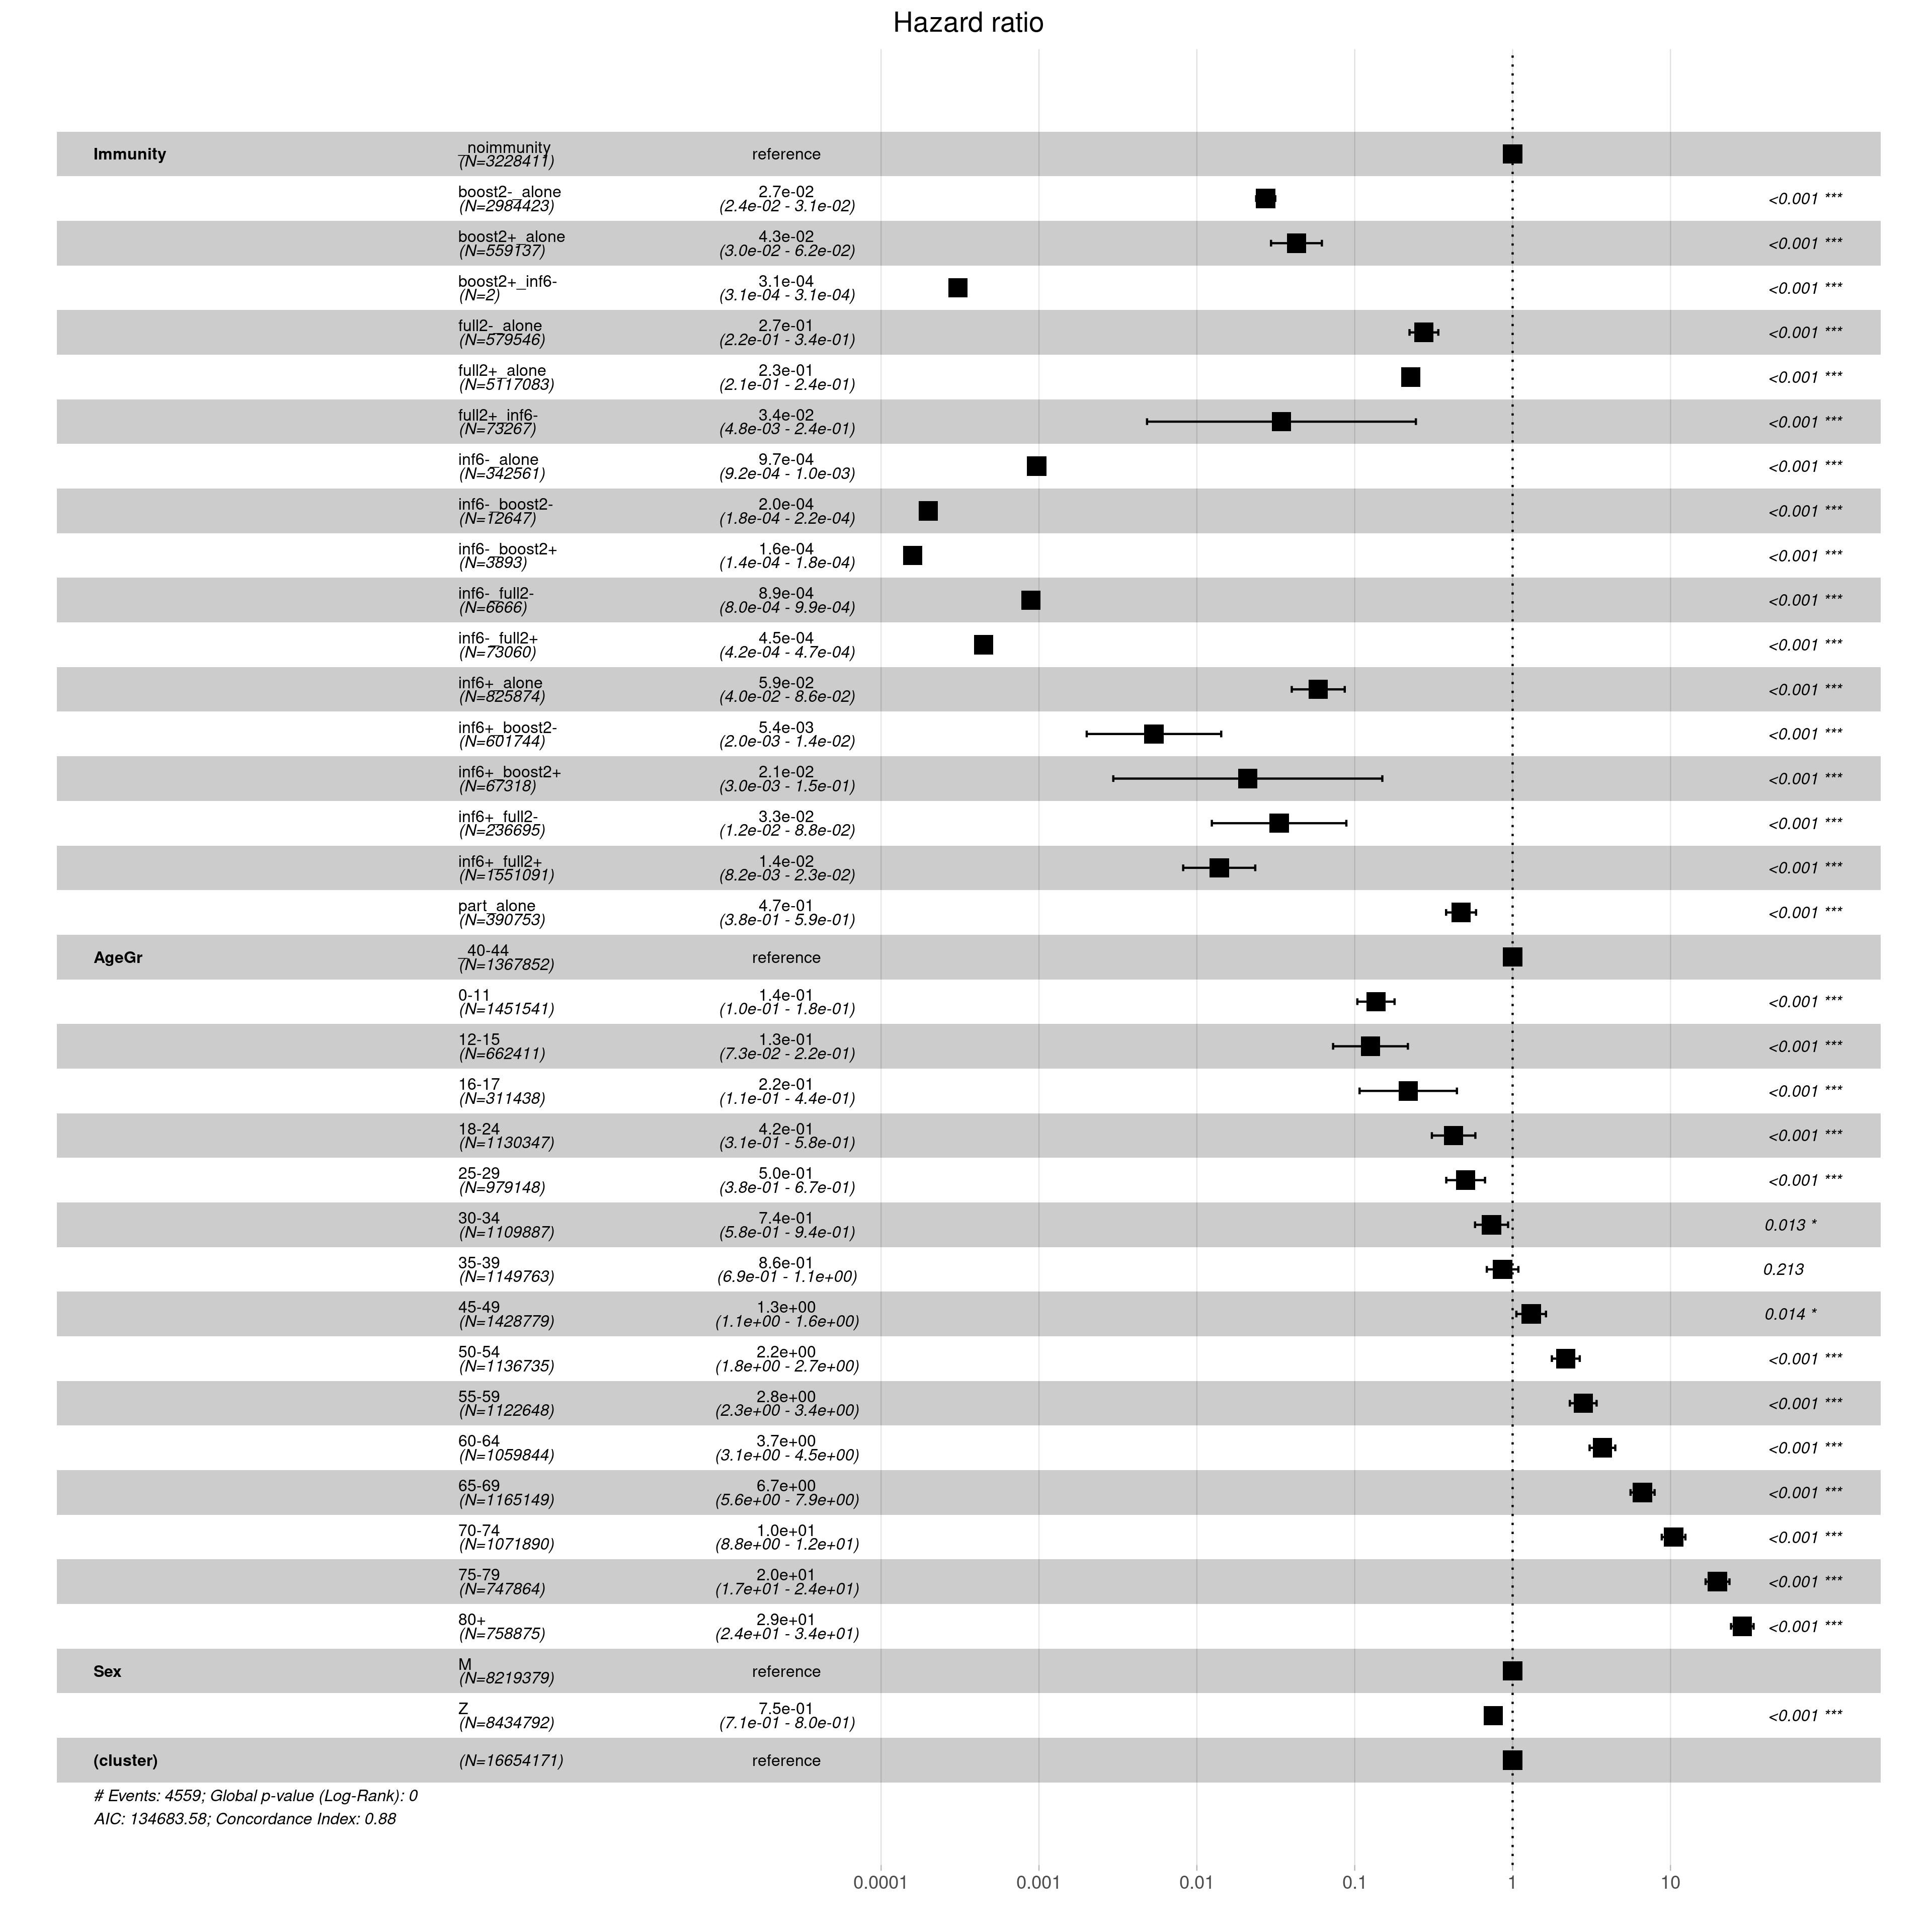 Hazard ratio
Immunity _noimmunity (N=3228411) reference
boost2-_alone (N=2984423) 2.7e-02 (2.4e-02 - 3.1e-02) <0.001 ***
boost2+_alone (N=559137) 4.3e-02 (3.0e-02 - 6.2e-02) <0.001 ***
boost2+_inf6- (N=2) 3.1e-04 (3.1e-04 - 3.1e-04) <0.001 ***
full2-_alone (N=579546) 2.7e-01 (2.2e-01 - 3.4e-01) <0.001 ***
full2+_alone (N=5117083) 2.3e-01 (2.1e-01 - 2.4e-01) <0.001 ***
full2+_inf6- (N=73267) 3.4e-02 (4.8e-03 - 2.4e-01) <0.001 ***
inf6-_alone (N=342561) 9.7e-04 (9.2e-04 - 1.0e-03) <0.001 ***
inf6-_boost2- (N=12647) 2.0e-04 (1.8e-04 - 2.2e-04) <0.001 ***
inf6-_boost2+ (N=3893) 1.6e-04 (1.4e-04 - 1.8e-04) <0.001 ***
inf6-_full2- (N=6666) 8.9e-04 (8.0e-04 - 9.9e-04) <0.001 ***
inf6-_full2+ (N=73060) 4.5e-04 (4.2e-04 - 4.7e-04) <0.001 ***
inf6+_alone (N=825874) 5.9e-02 (4.0e-02 - 8.6e-02) <0.001 ***
inf6+_boost2- (N=601744) 5.4e-03 (2.0e-03 - 1.4e-02) <0.001 ***
inf6+_boost2+ (N=67318) 2.1e-02 (3.0e-03 - 1.5e-01) <0.001 ***
inf6+_full2- (N=236695) 3.3e-02 (1.2e-02 - 8.8e-02) <0.001 ***
inf6+_full2+ (N=1551091) 1.4e-02 (8.2e-03 - 2.3e-02) <0.001 ***
part_alone (N=390753) 4.7e-01 (3.8e-01 - 5.9e-01) <0.001 ***
AgeGr _40-44 (N=1367852) reference
0-11 (N=1451541) 1.4e-01 (1.0e-01 - 1.8e-01) <0.001 ***
12-15 (N=662411) 1.3e-01 (7.3e-02 - 2.2e-01) <0.001 ***
16-17 (N=311438) 2.2e-01 (1.1e-01 - 4.4e-01) <0.001 ***
18-24 (N=1130347) 4.2e-01 (3.1e-01 - 5.8e-01) <0.001 ***
25-29 (N=979148) 5.0e-01 (3.8e-01 - 6.7e-01) <0.001 ***
30-34 (N=1109887) 7.4e-01 (5.8e-01 - 9.4e-01) 0.013 *
35-39 (N=1149763) 8.6e-01 (6.9e-01 - 1.1e+00) 0.213
45-49 (N=1428779) 1.3e+00 (1.1e+00 - 1.6e+00) 0.014 *
50-54 (N=1136735) 2.2e+00 (1.8e+00 - 2.7e+00) <0.001 ***
55-59 (N=1122648) 2.8e+00 (2.3e+00 - 3.4e+00) <0.001 ***
60-64 (N=1059844) 3.7e+00 (3.1e+00 - 4.5e+00) <0.001 ***
65-69 (N=1165149) 6.7e+00 (5.6e+00 - 7.9e+00) <0.001 ***
70-74 (N=1071890) 1.0e+01 (8.8e+00 - 1.2e+01) <0.001 ***
75-79 (N=747864) 2.0e+01 (1.7e+01 - 2.4e+01) <0.001 ***
80+ (N=758875) 2.9e+01 (2.4e+01 - 3.4e+01) <0.001 ***
Sex M (N=8219379) reference
Z (N=8434792) 7.5e-01 (7.1e-01 - 8.0e-01) <0.001 ***
(cluster) (N=16654171) reference
# Events: 4559; Global p-value (Log-Rank): 0
AIC: 134683.58; Concordance Index: 0.88
0.0001 0.001 0.01 0.1 1 10